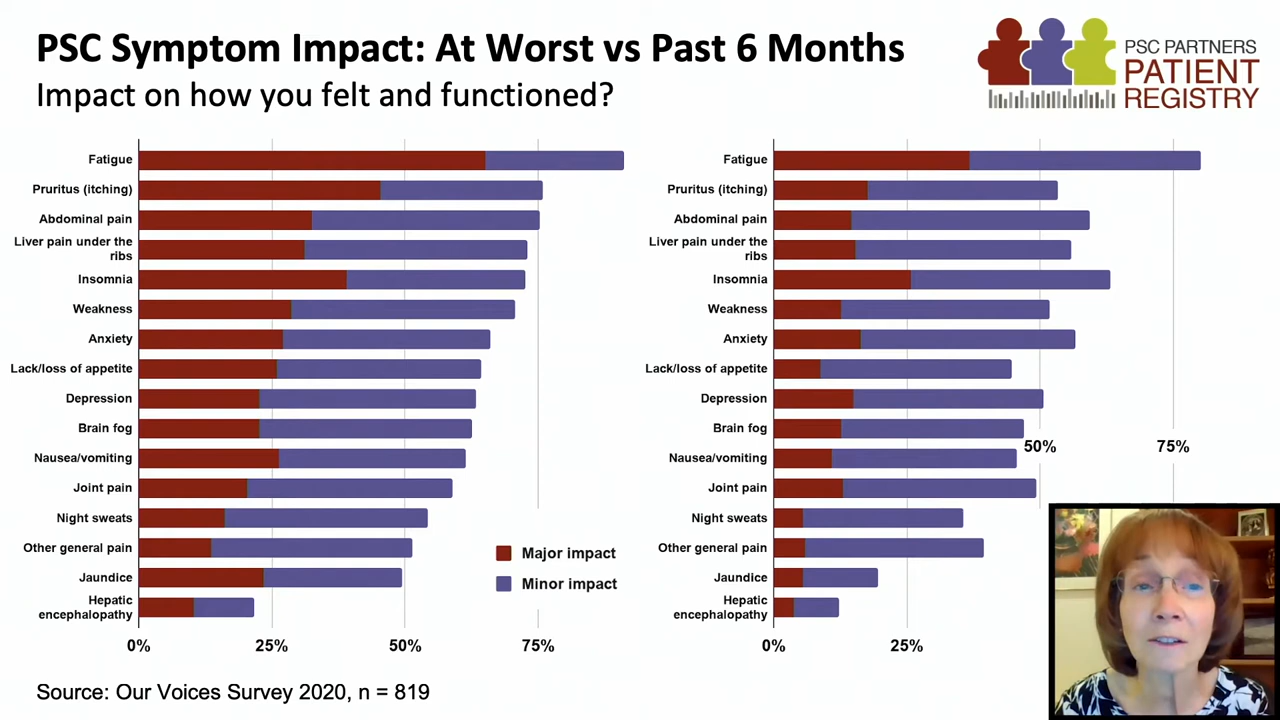 PSC Symptom Impact: At Worst vs Past 6 Months
Impact on how you felt and functioned?
PSC PARTNERS
PATIENT
REGISTRY
Fatigue
Pruritus (itching)
Abdominal pain
Liver pain under the
ribs
Insomnia
Weakness
Anxiety
Lack/loss of appetite
Depression
Brain fog
Nausea/vomiting
Joint pain
Night sweats
Other general pain
Jaundice
Hepatic
encephalopathy
0%
25%
50%
75%
Major impact
Minor impact
Fatigue
Pruritus (itching)
Abdominal pain
Liver pain under the
ribs
Insomnia
Weakness
Anxiety
Lack/loss of appetite
Depression
Brain fog
Nausea/vomiting
Joint pain
Night sweats
Other general pain
Jaundice
Hepatic
encephalopathy
0%
25%
50%
75%
Source: Our Voices Survey 2020, n = 819